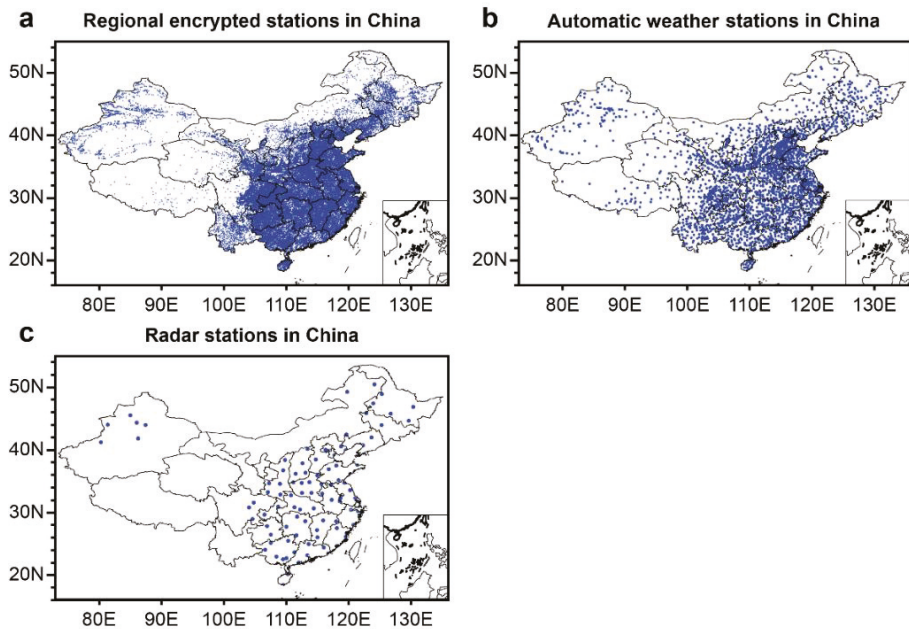 a Regional encrypted stations in China
b Automatic weather stations in China
50N
40N
30N
20N
80E 90E 100E 110E 120E 130E
50N
40N
30N
20N
80E 90E 100E 110E 120E 130E
c Radar stations in China
50N
40N
30N
20N
80E 90E 100E 110E 120E 130E